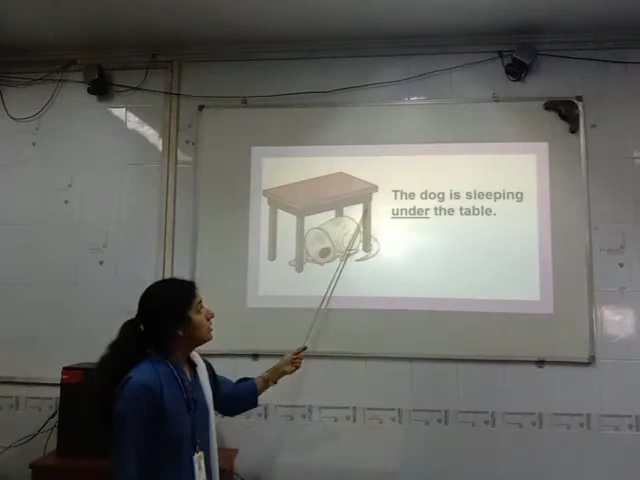 The dog is sleeping
under the table.